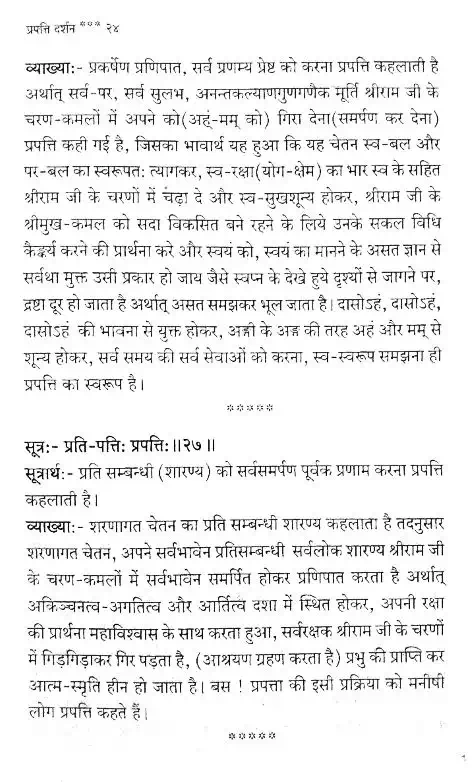 प्रपत्ति दर्शन *** २४
व्याख्या:- प्रकर्षेण प्रणिपात, सर्व प्रणम्य प्रेष्ट को करना प्रपत्ति कहलाती है
अर्थात् सर्व-पर, सर्व सुलभ, अनन्तकल्याणगुणगणैक मूर्ति श्रीराम जी के
चरण-कमलों में अपने को(अहं-मम् को) गिरा देना(समर्पण कर देना)
प्रपत्ति कही गई है, जिसका भावार्थ यह हुआ कि यह चेतन स्व-बल और
पर-बल का स्वरूपत: त्यागकर, स्व-रक्षा(योग-क्षेम) का भार स्व के सहित
श्रीराम जी के चरणों में चढ़ा दे और स्व-सुखशून्य होकर, श्रीराम जी के
श्रीमुख-कमल को सदा विकसित बने रहने के लिये उनके सकल विधि
कैङ्कर्य करने की प्रार्थना करे और स्वयं को, स्वयं का मानने के असत ज्ञान से
सर्वथा मुक्त उसी प्रकार हो जाय जैसे स्वप्न के देखे हुये दृश्यों से जागने पर,
द्रष्टा दूर हो जाता है अर्थात् असत समझकर भूल जाता है। दासोऽहं, दासोऽहं,
दासोऽहं की भावना से युक्त होकर, अङ्गी के अङ्ग की तरह अहं और मम् से
शून्य होकर, सर्व समय की सर्व सेवाओं को करना, स्व-स्वरूप समझना ही
प्रपत्ति का स्वरूप है।
*****
सूत्र:- प्रति-पत्ति: प्रपत्ति:॥२७॥
सूत्रार्थ:- प्रति सम्बन्धी (शारण्य) को सर्वसमर्पण पूर्वक प्रणाम करना प्रपत्ति
कहलाती है।
व्याख्या:- शरणागत चेतन का प्रति सम्बन्धी शारण्य कहलाता है तदनुसार
शरणागत चेतन, अपने सर्वभावेन प्रतिसम्बन्धी सर्वलोक शारण्य श्रीराम जी
के चरण-कमलों में सर्वभावेन समर्पित होकर प्रणिपात करता है अर्थात्
अकिञ्चनत्व-अगतित्व और आर्तित्व दशा में स्थित होकर, अपनी रक्षा
की प्रार्थना महाविश्वास के साथ करता हुआ, सर्वरक्षक श्रीराम जी के चरणों
में गिड़गिड़ाकर गिर पड़ता है, (आश्रयण ग्रहण करता है) प्रभु की प्राप्ति कर
आत्म-स्मृति हीन हो जाता है। बस ! प्रपत्ता की इसी प्रक्रिया को मनीषी
लोग प्रपत्ति कहते हैं।
*****